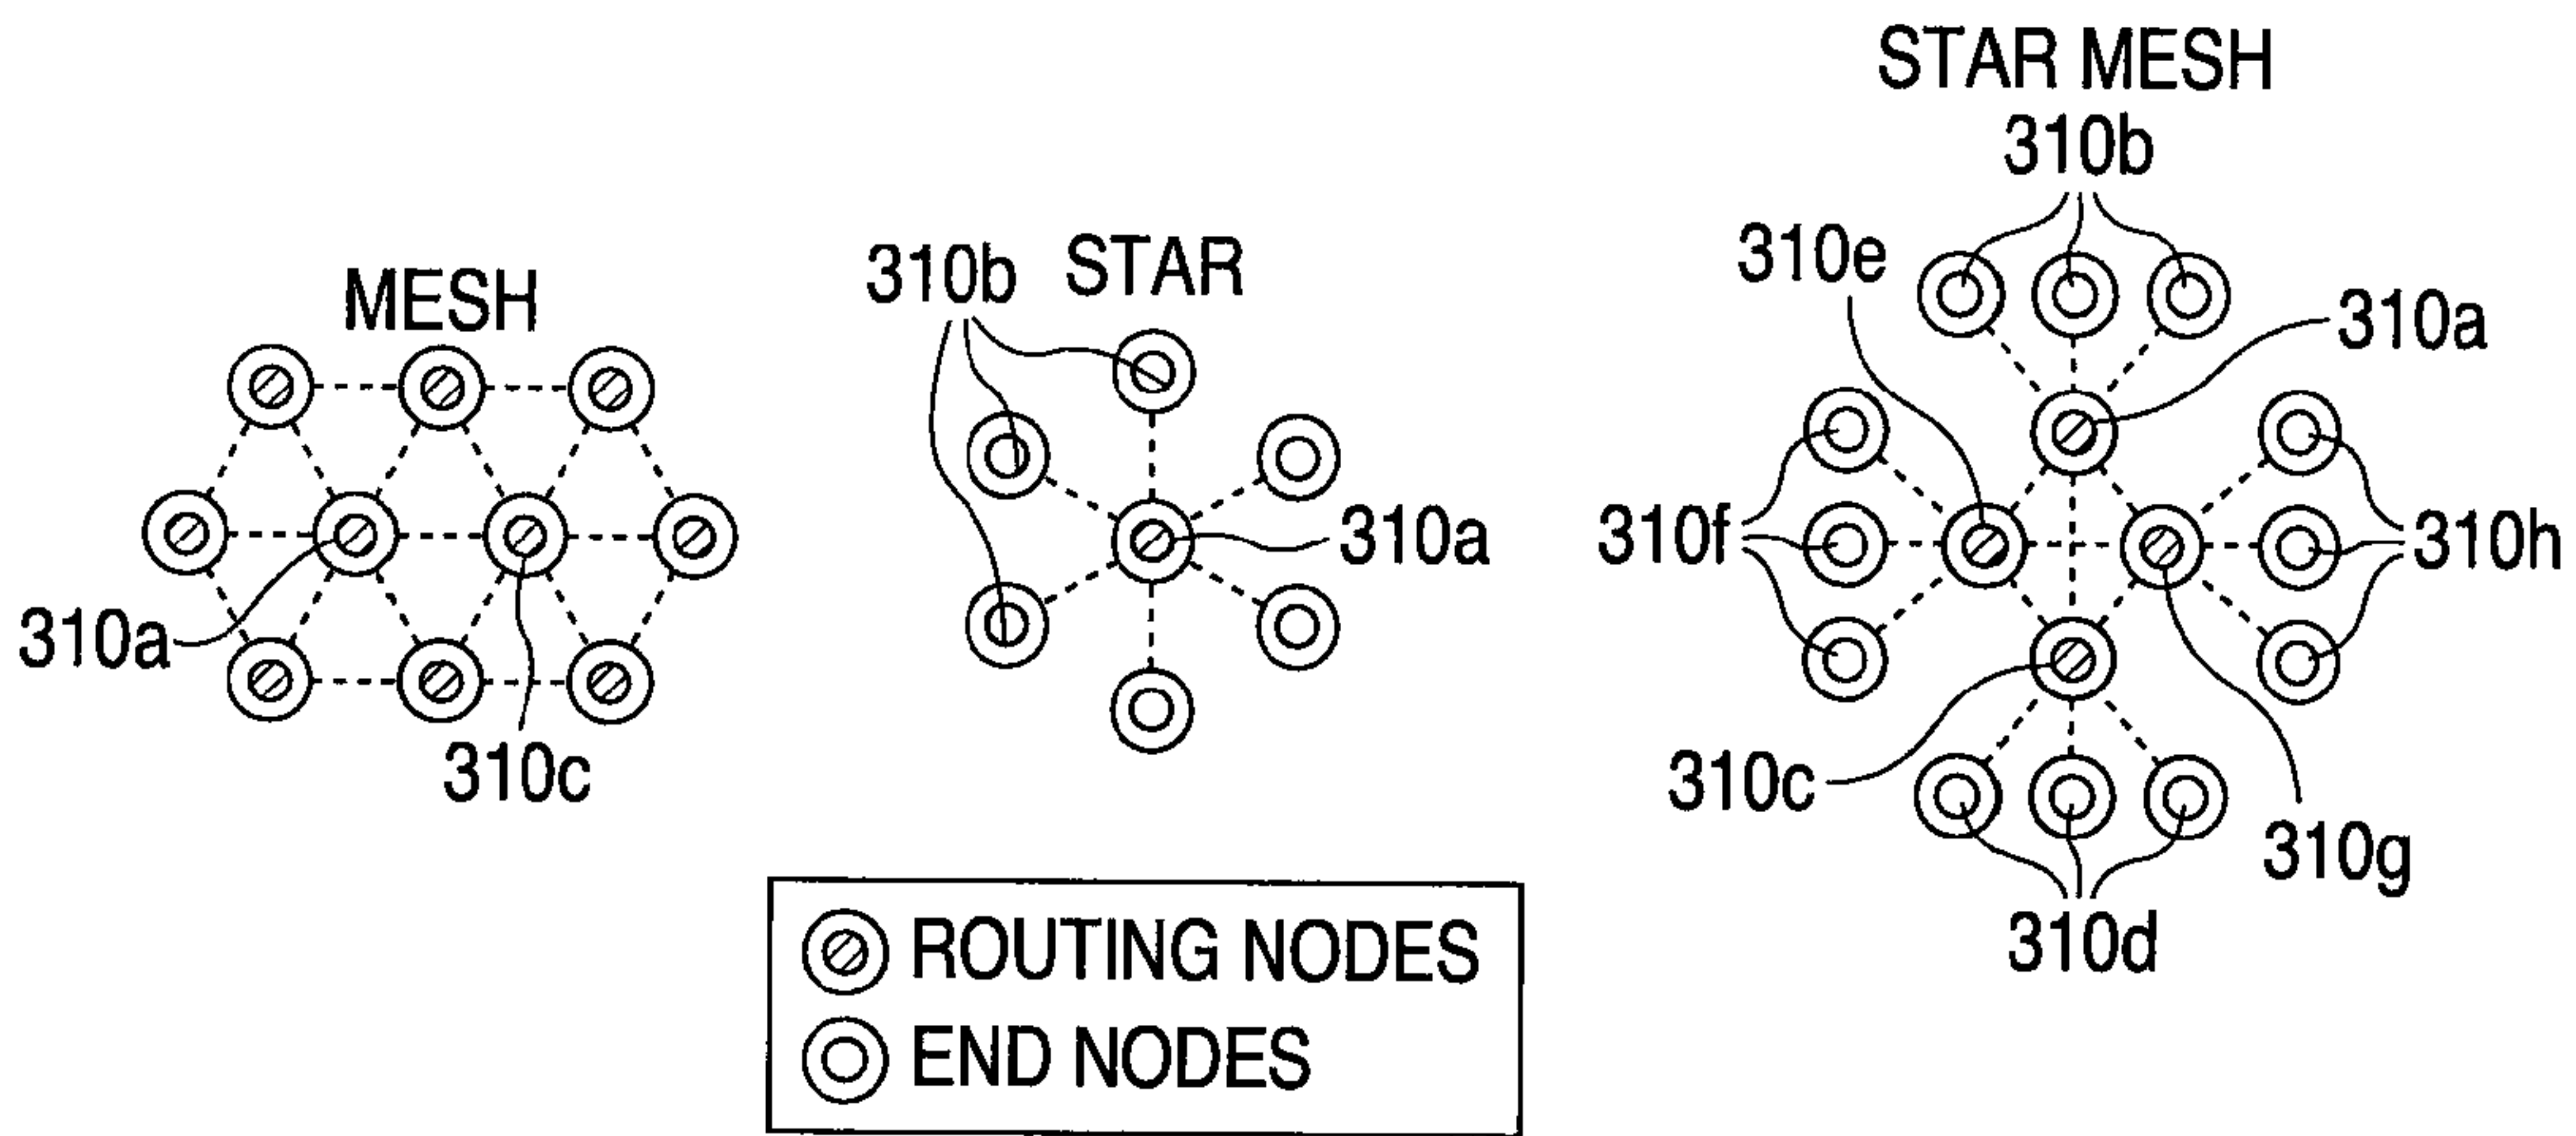 MESH
310a
310c
310b
STAR
310a
STAR MESH
310b
310e
310a
310f
310h
310c
310g
310d
ROUTING NODES
END NODES